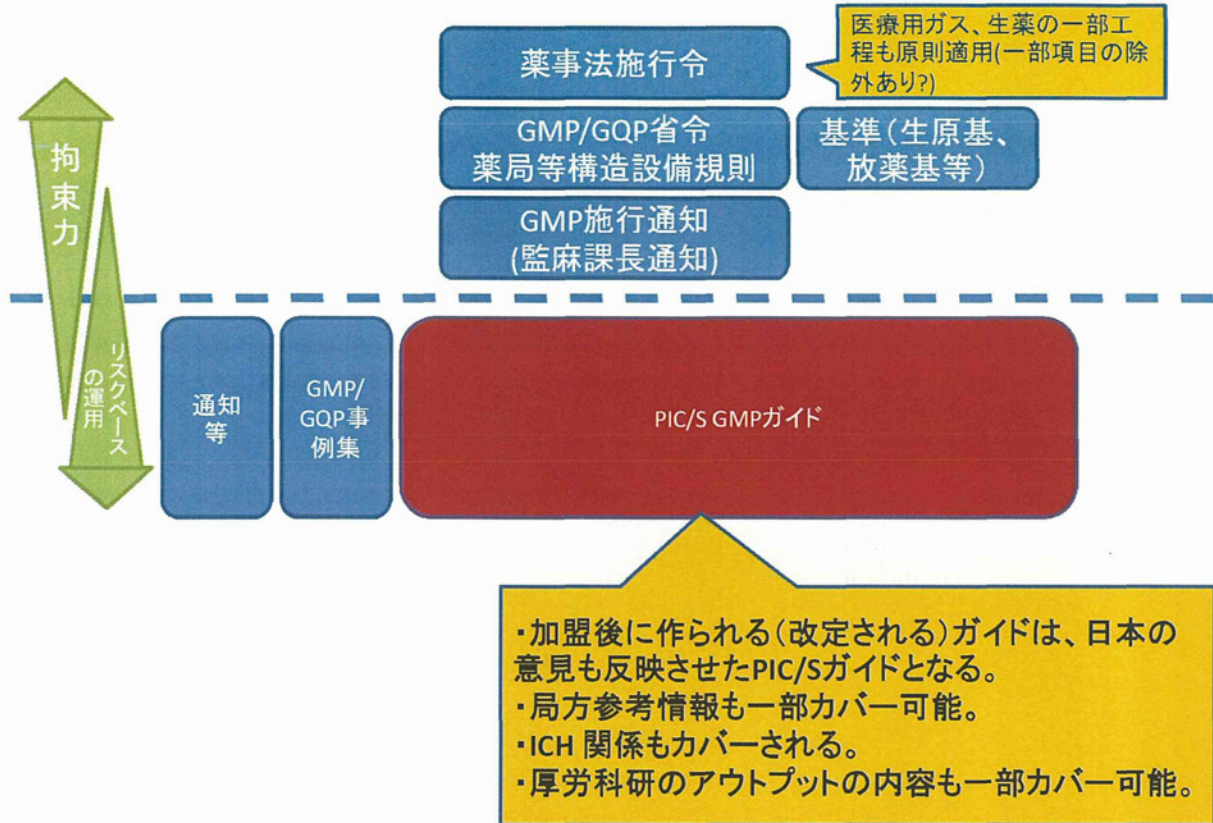 薬事法施行令
医療用ガス、生薬の一部工
程も原則適用(一部項目の除
外あり?)
拘束力
GMP/GQP省令
薬局等構造設備規則
基準(生原基、
放薬基等)
GMP施行通知
(監麻課長通知)
リスクベース
の運用
通知
等
GMP/
GQP事
例集
PIC/S GMPガイド
・加盟後に作られる(改定される)ガイドは、日本の
意見も反映させたPIC/Sガイドとなる。
・局方参考情報も一部カバー可能。
・ICH 関係もカバーされる。
・厚労科研のアウトプットの内容も一部カバー可能。